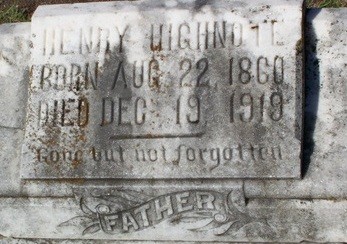 HENRY HIGHNOTE
BORN AUG. 22, 1860
DIED DEC. 19 1919
Gone but not forgotten
FATHER